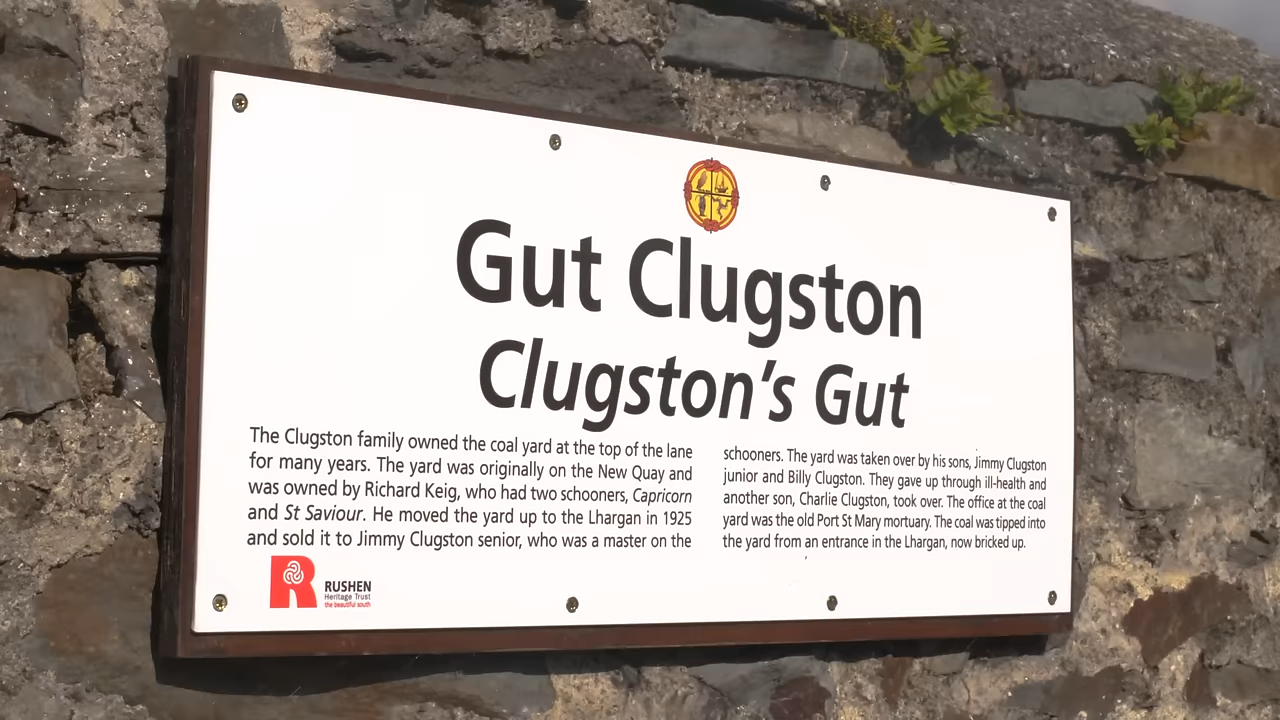 Gut Clugston
Clugston's Gut
The Clugston family owned the coal yard at the top of the lane
for many years. The yard was originally on the New Quay and
was owned by Richard Keig, who had two schooners, Capricorn
and St Saviour. He moved the yard up to the Lhargan in 1925
and sold it to Jimmy Clugston senior, who was a master on the
schooners. The yard was taken over by his sons, Jimmy Clugston
junior and Billy Clugston. They gave up through ill-health and
another son, Charlie Clugston, took over. The office at the coal
yard was the old Port St Mary mortuary. The coal was tipped into
the yard from an entrance in the Lhargan, now bricked up.
R
RUSHEN
Heritage Trust
the beautiful south